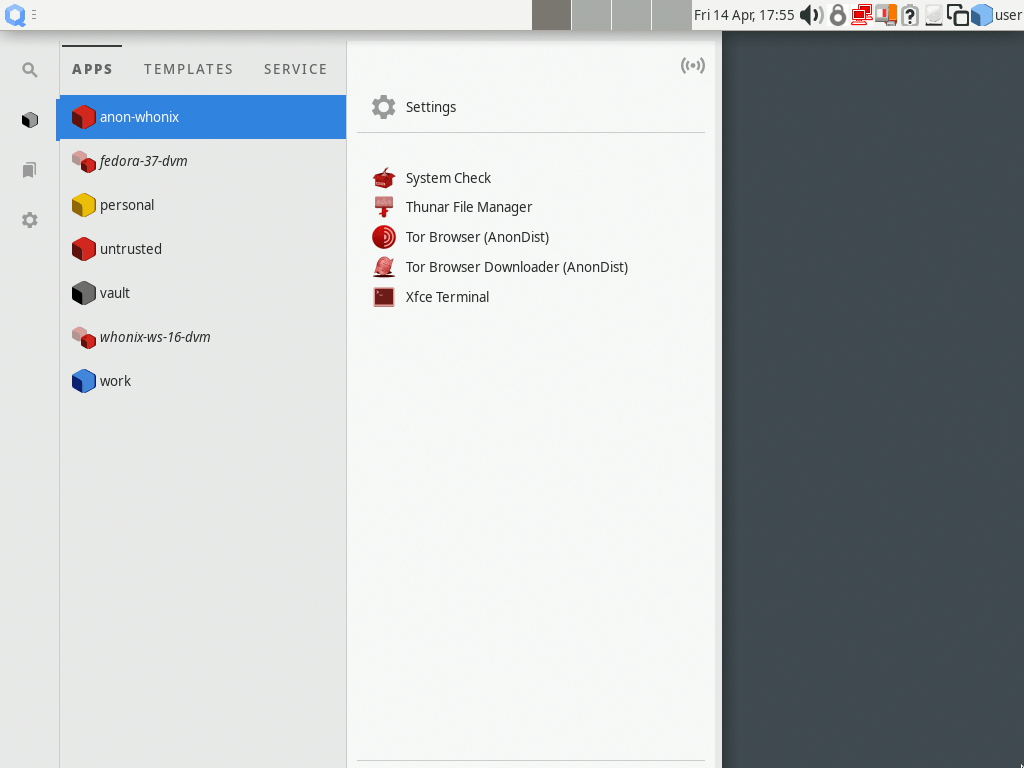 Fri 14 Apr, 17:55 user
APPS TEMPLATES SERVICE
anon-whonix
fedora-37-dvm
personal
untrusted
vault
whonix-ws-16-dvm
work
Settings
System Check
Thunar File Manager
Tor Browser (AnonDist)
Tor Browser Downloader (AnonDist)
Xfce Terminal